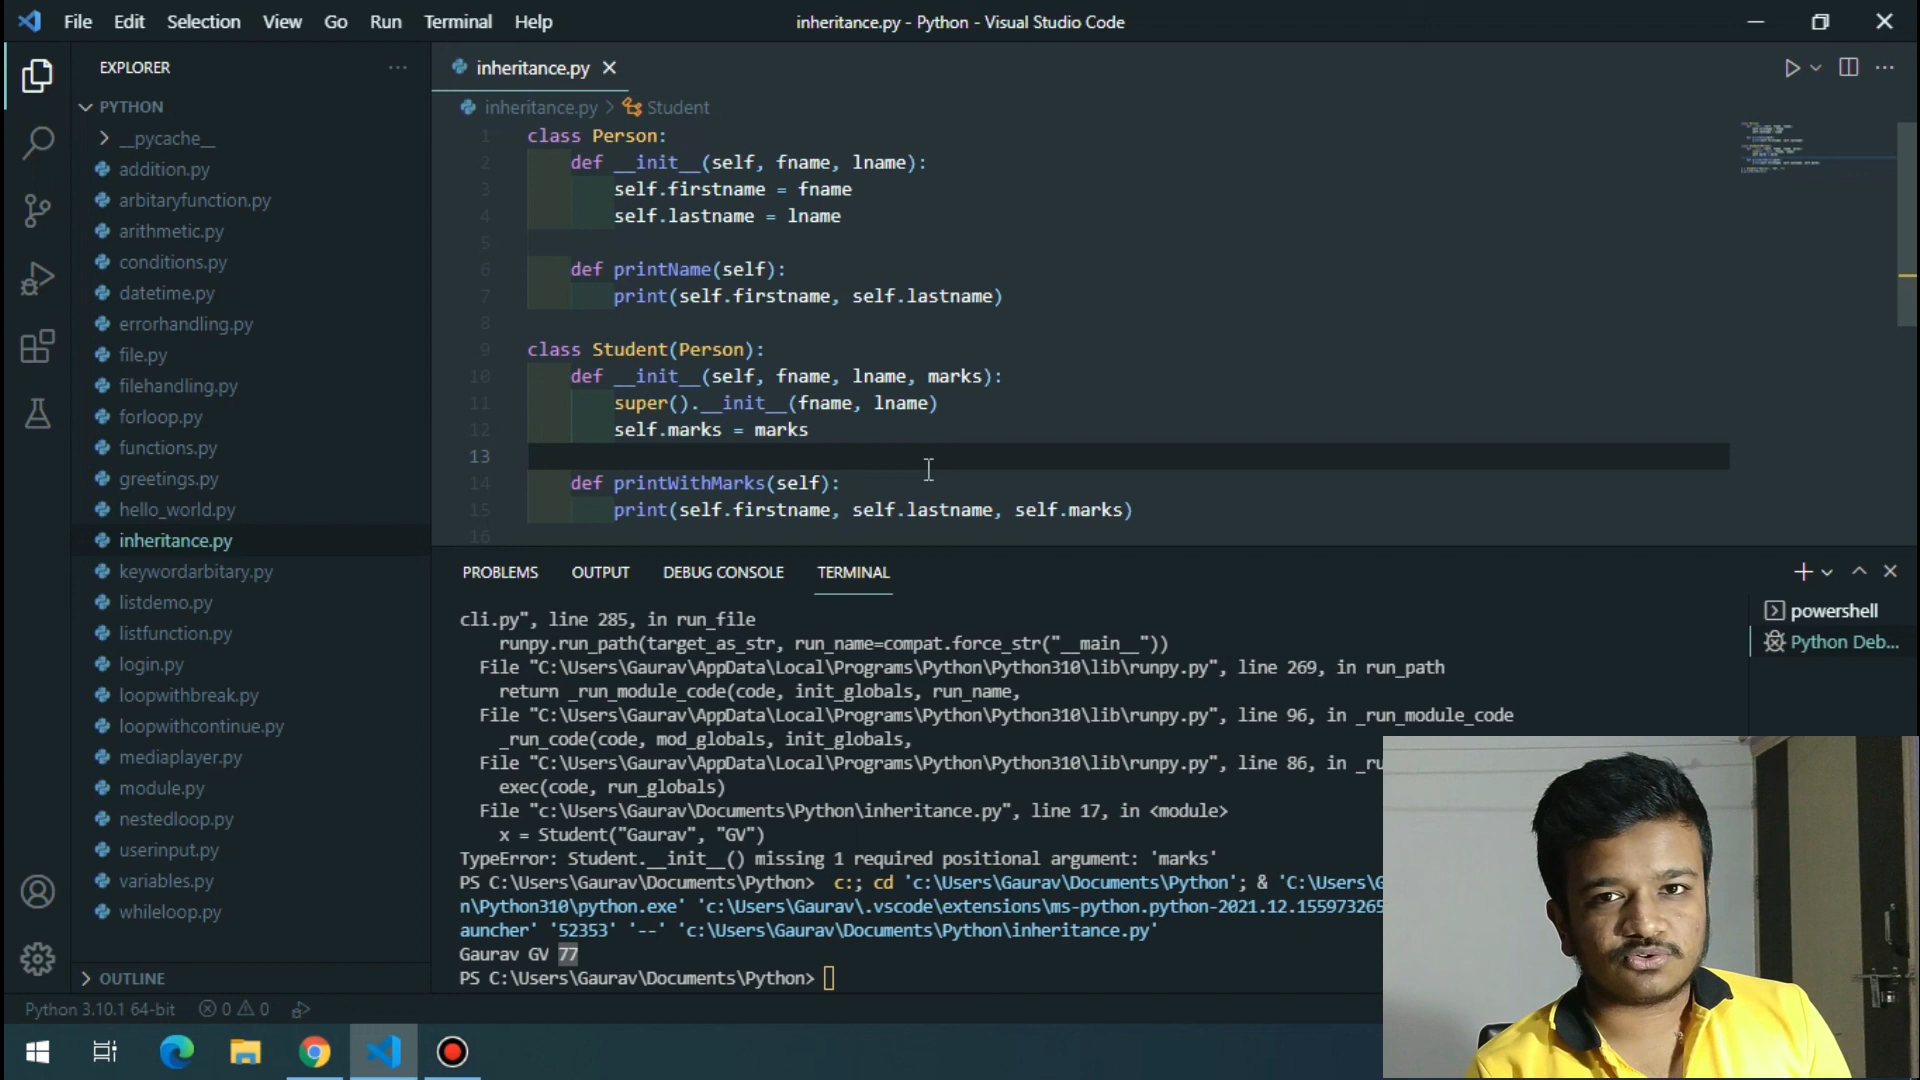 File Edit Selection View Go Run Terminal Help
inheritance.py - Python - Visual Studio Code
EXPLORER
PYTHON
__pycache__
addition.py
arbitaryfunction.py
arithmetic.py
conditions.py
datetime.py
errorhandling.py
file.py
filehandling.py
forloop.py
functions.py
greetings.py
hello_world.py
inheritance.py
keywordarbitary.py
listdemo.py
listfunction.py
login.py
loopwithbreak.py
loopwithcontinue.py
mediaplayer.py
module.py
nestedloop.py
userinput.py
variables.py
whileloop.py
OUTLINE
inheritance.py
inheritance.py > Student
1 class Person:
2 def __init__(self, fname, lname):
3 self.firstname = fname
4 self.lastname = lname
5
6 def printName(self):
7 print(self.firstname, self.lastname)
8
9 class Student(Person):
10 def __init__(self, fname, lname, marks):
11 super().__init__(fname, lname)
12 self.marks = marks
13
14 def printWithMarks(self):
15 print(self.firstname, self.lastname, self.marks)
16
PROBLEMS OUTPUT DEBUG CONSOLE TERMINAL
cli.py", line 285, in run_file
runpy.run_path(target_as_str, run_name=compat.force_str("__main__"))
File "C:\Users\Gaurav\AppData\Local\Programs\Python\Python310\lib\runpy.py", line 269, in run_path
return _run_module_code(code, init_globals, run_name,
File "C:\Users\Gaurav\AppData\Local\Programs\Python\Python310\lib\runpy.py", line 96, in _run_module_code
_run_code(code, mod_globals, init_globals,
File "C:\Users\Gaurav\AppData\Local\Programs\Python\Python310\lib\runpy.py", line 86, in _ru
exec(code, run_globals)
File "c:\Users\Gaurav\Documents\Python\inheritance.py", line 17, in <module>
x = Student("Gaurav", "GV")
TypeError: Student.__init__() missing 1 required positional argument: 'marks'
PS C:\Users\Gaurav\Documents\Python> c:; cd 'c:\Users\Gaurav\Documents\Python'; & 'C:\Users\G
n\Python310\python.exe' 'c:\Users\Gaurav\.vscode\extensions\ms-python.python-2021.12.155973265
auncher' '52353' '--' 'c:\Users\Gaurav\Documents\Python\inheritance.py'
Gaurav GV 77
PS C:\Users\Gaurav\Documents\Python>
powershell
Python Deb...
Python 3.10.1 64-bit 0 0